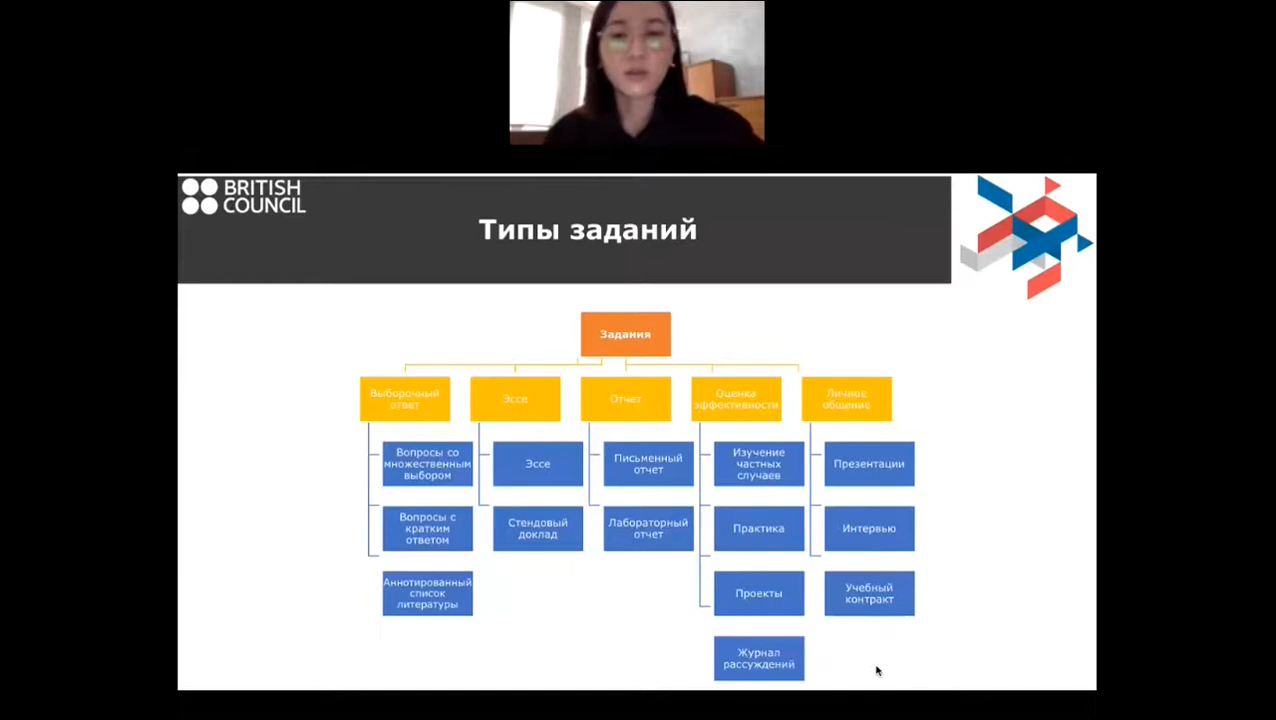 BRITISH
COUNCIL
Типы заданий
Задания
Выборочный
ответ
Эссе
Отчет
Оценка
эффективности
Личное
общение
Вопросы со
множественным
выбором
Эссе
Письменный
отчет
Изучение
частных
случаев
Презентации
Вопросы с
кратким
ответом
Стендовый
доклад
Лабораторный
отчет
Практика
Интервью
Аннотированный
список
литературы
Проекты
Учебный
контракт
Журнал
рассуждений